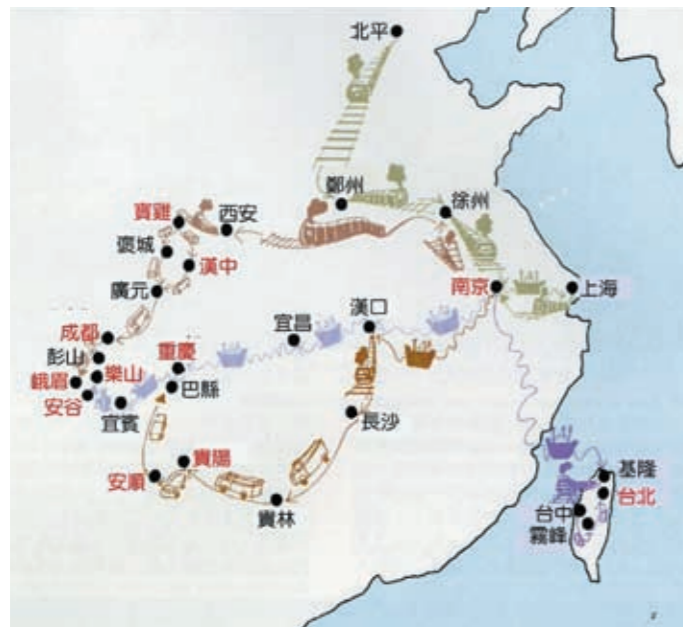 北平
鄭州
徐州
寶雞
西安
褒城
漢中
廣元
南京
上海
漢口
宜昌
成都
彭山
重慶
峨眉
樂山
巴縣
安谷
宜賓
長沙
貴陽
安順
貴林
基隆
台北
台中
霧峰